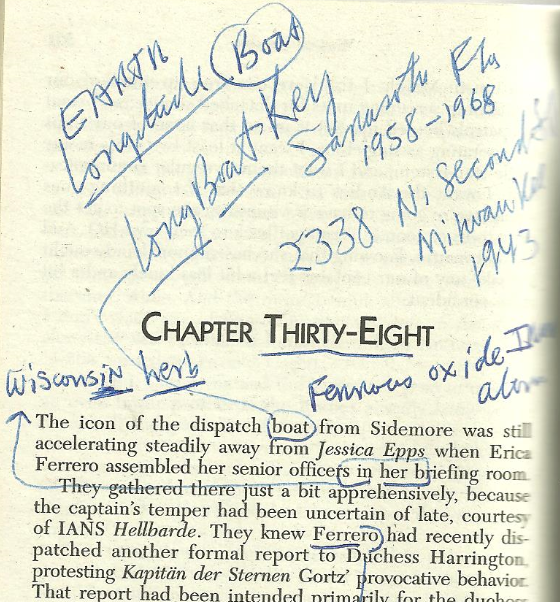 EARTH
Longitude Boat
Long Boat Key
Sarasota Fla
1958-1968
2338 N. Second
Milwaukee
1943
CHAPTER THIRTY-EIGHT
Wisconsin herb
Ferrous oxide
The icon of the dispatch boat from Sidemore was still
accelerating steadily away from Jessica Epps when Erica
Ferrero assembled her senior officers in her briefing room.
They gathered there just a bit apprehensively, because
the captain's temper had been uncertain of late, courtesy
of IANS Hellbarde. They knew Ferrero had recently dis-
patched another formal report to Duchess Harrington,
protesting Kapitän der Sternen Gortz' provocative behavior.
That report had been intended primarily for the duchess